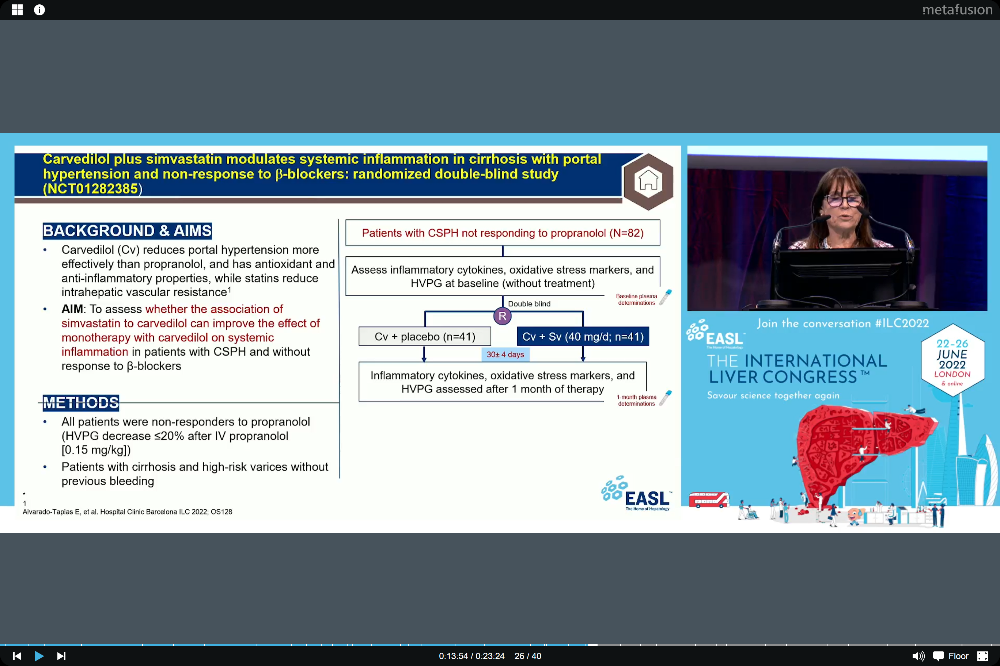 metafusion
Carvedilol plus simvastatin modulates systemic inflammation in cirrhosis with portal
hypertension and non-response to β-blockers: randomized double-blind study
(NCT01282385)
BACKGROUND & AIMS
• Carvedilol (Cv) reduces portal hypertension more
effectively than propranolol, and has antioxidant and
anti-inflammatory properties, while statins reduce
intrahepatic vascular resistance¹
• AIM: To assess whether the association of
simvastatin to carvedilol can improve the effect of
monotherapy with carvedilol on systemic
inflammation in patients with CSPH and without
response to β-blockers
METHODS
• All patients were non-responders to propranolol
(HVPG decrease ≤20% after IV propranolol
[0.15 mg/kg])
• Patients with cirrhosis and high-risk varices without
previous bleeding
*
1
Alvarado-Tapias E, et al. Hospital Clinic Barcelona ILC 2022; OS128
Patients with CSPH not responding to propranolol (N=82)
Assess inflammatory cytokines, oxidative stress markers, and
HVPG at baseline (without treatment)
Baseline plasma
determinations
Double blind
R
Cv + placebo (n=41)
Cv + Sv (40 mg/d; n=41)
30± 4 days
Inflammatory cytokines, oxidative stress markers, and
HVPG assessed after 1 month of therapy
1-month plasma
determinations
EASL™
The Home of Hepatology
Join the conversation #ILC2022
EASL™
The Home of Hepatology
THE INTERNATIONAL
LIVER CONGRESS™
Savour science together again
22-26
JUNE
2022
LONDON
& online
0:13:54 / 0:23:24 26 / 40
Floor